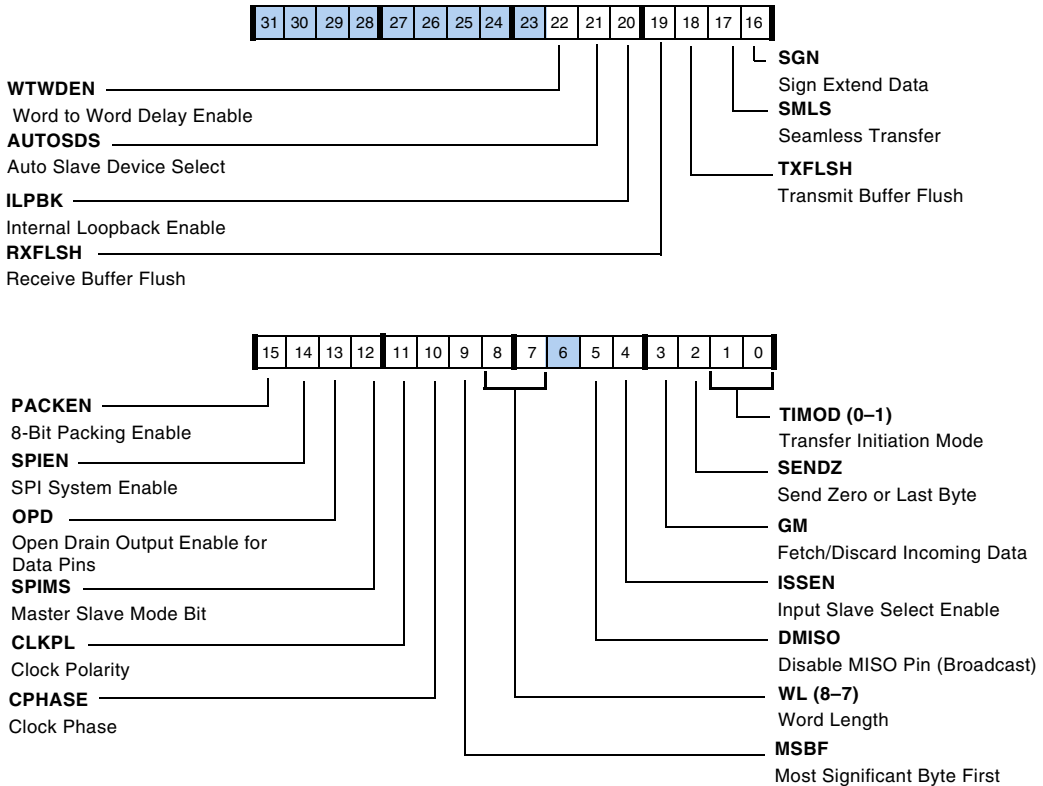 31 30 29 28 27 26 25 24 23 22 21 20 19 18 17 16
WTWDEN
Word to Word Delay Enable
AUTOSDS
Auto Slave Device Select
ILPBK
Internal Loopback Enable
RXFLSH
Receive Buffer Flush
SGN
Sign Extend Data
SMLS
Seamless Transfer
TXFLSH
Transmit Buffer Flush
15 14 13 12 11 10 9 8 7 6 5 4 3 2 1 0
PACKEN
8-Bit Packing Enable
SPIEN
SPI System Enable
OPD
Open Drain Output Enable for
Data Pins
SPIMS
Master Slave Mode Bit
CLKPL
Clock Polarity
CPHASE
Clock Phase
TIMOD (0–1)
Transfer Initiation Mode
SENDZ
Send Zero or Last Byte
GM
Fetch/Discard Incoming Data
ISSEN
Input Slave Select Enable
DMISO
Disable MISO Pin (Broadcast)
WL (8–7)
Word Length
MSBF
Most Significant Byte First